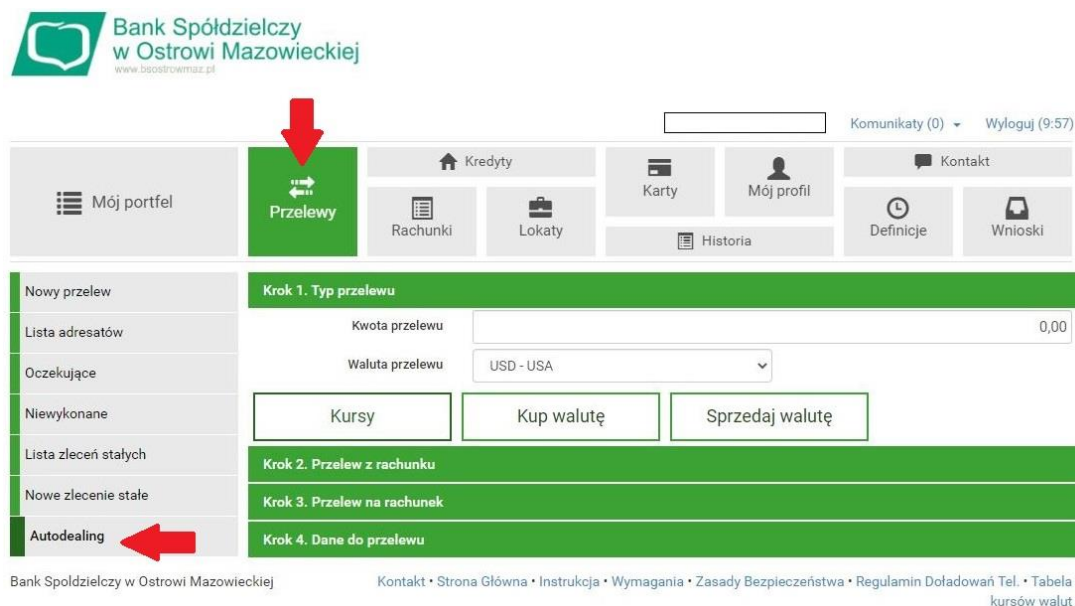 Bank Spółdzielczy
w Ostrowi Mazowieckiej
www.bsostrowmaz.pl
Komunikaty (0) Wyloguj (9:57)
Mój portfel
Przelewy
Kredyty
Rachunki
Lokaty
Karty
Mój profil
Historia
Kontakt
Definicje
Wnioski
Nowy przelew
Lista adresatów
Oczekujące
Niewykonane
Lista zleceń stałych
Nowe zlecenie stałe
Autodealing
Krok 1. Typ przelewu
Kwota przelewu 0,00
Waluta przelewu USD - USA
Kursy Kup walutę Sprzedaj walutę
Krok 2. Przelew z rachunku
Krok 3. Przelew na rachunek
Krok 4. Dane do przelewu
Bank Spoldzielczy w Ostrowi Mazowieckiej
Kontakt • Strona Główna • Instrukcja • Wymagania • Zasady Bezpieczeństwa • Regulamin Doładowań Tel. • Tabela
kursów walut